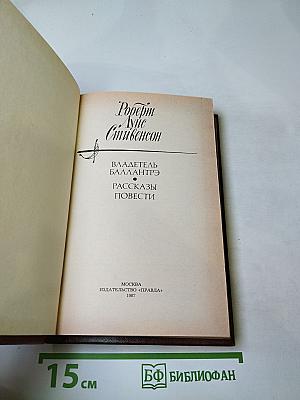 Роберт
Луис
Стивенсон
ВЛАДЕТЕЛЬ
БАЛЛАНТРЭ
•
РАССКАЗЫ
ПОВЕСТИ
МОСКВА
ИЗДАТЕЛЬСТВО «ПРАВДА»
1987
15 см
БФ БИБЛИОФАН